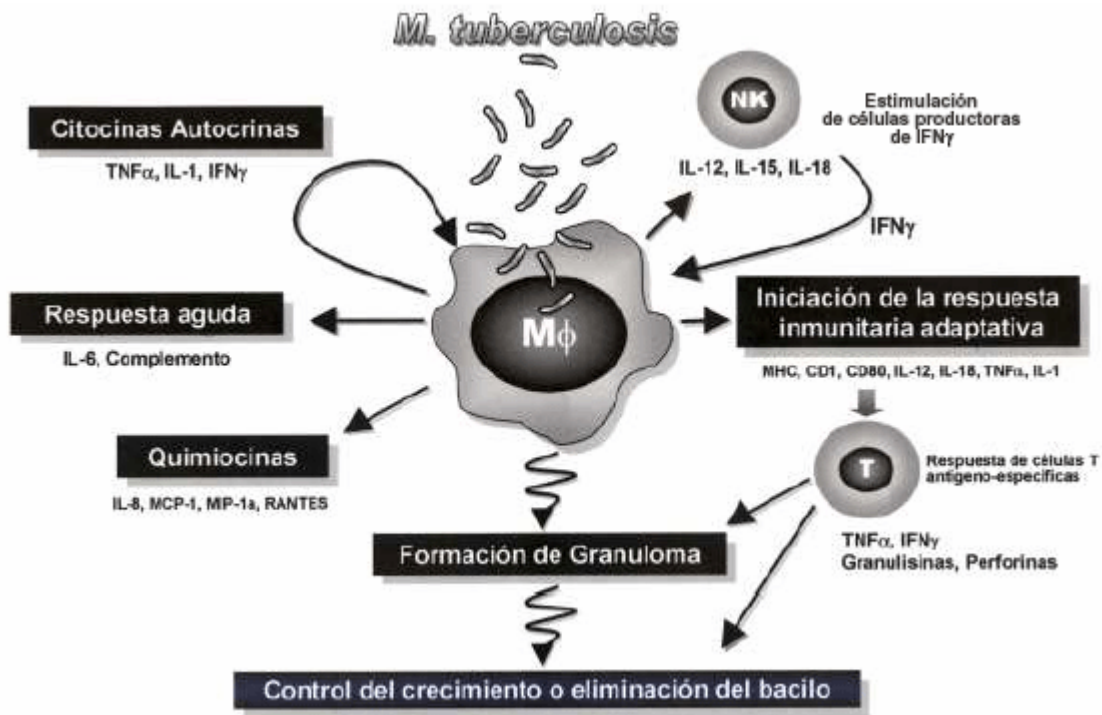 M. tuberculosis
NK
Estimulación
de células productoras
de IFNγ
Citocinas Autocrinas
TNFα, IL-1, IFNγ
IL-12, IL-15, IL-18
IFNγ
Respuesta aguda
IL-6, Complemento
Mϕ
Iniciación de la respuesta
inmunitaria adaptativa
MHC, CD1, CD80, IL-12, IL-18, TNFα, IL-1
Quimiocinas
IL-8, MCP-1, MIP-1a, RANTES
T
Respuesta de células T
antígeno-específicas
TNFα, IFNγ
Granulisinas, Perforinas
Formación de Granuloma
Control del crecimiento o eliminación del bacilo